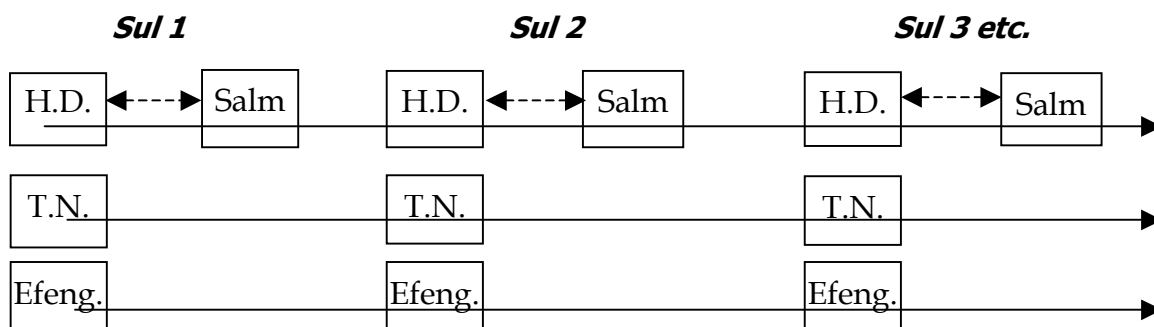 Sul 1 Sul 2 Sul 3 etc.
H.D. Salm H.D. Salm H.D. Salm
T.N. T.N. T.N.
Efeng. Efeng. Efeng.